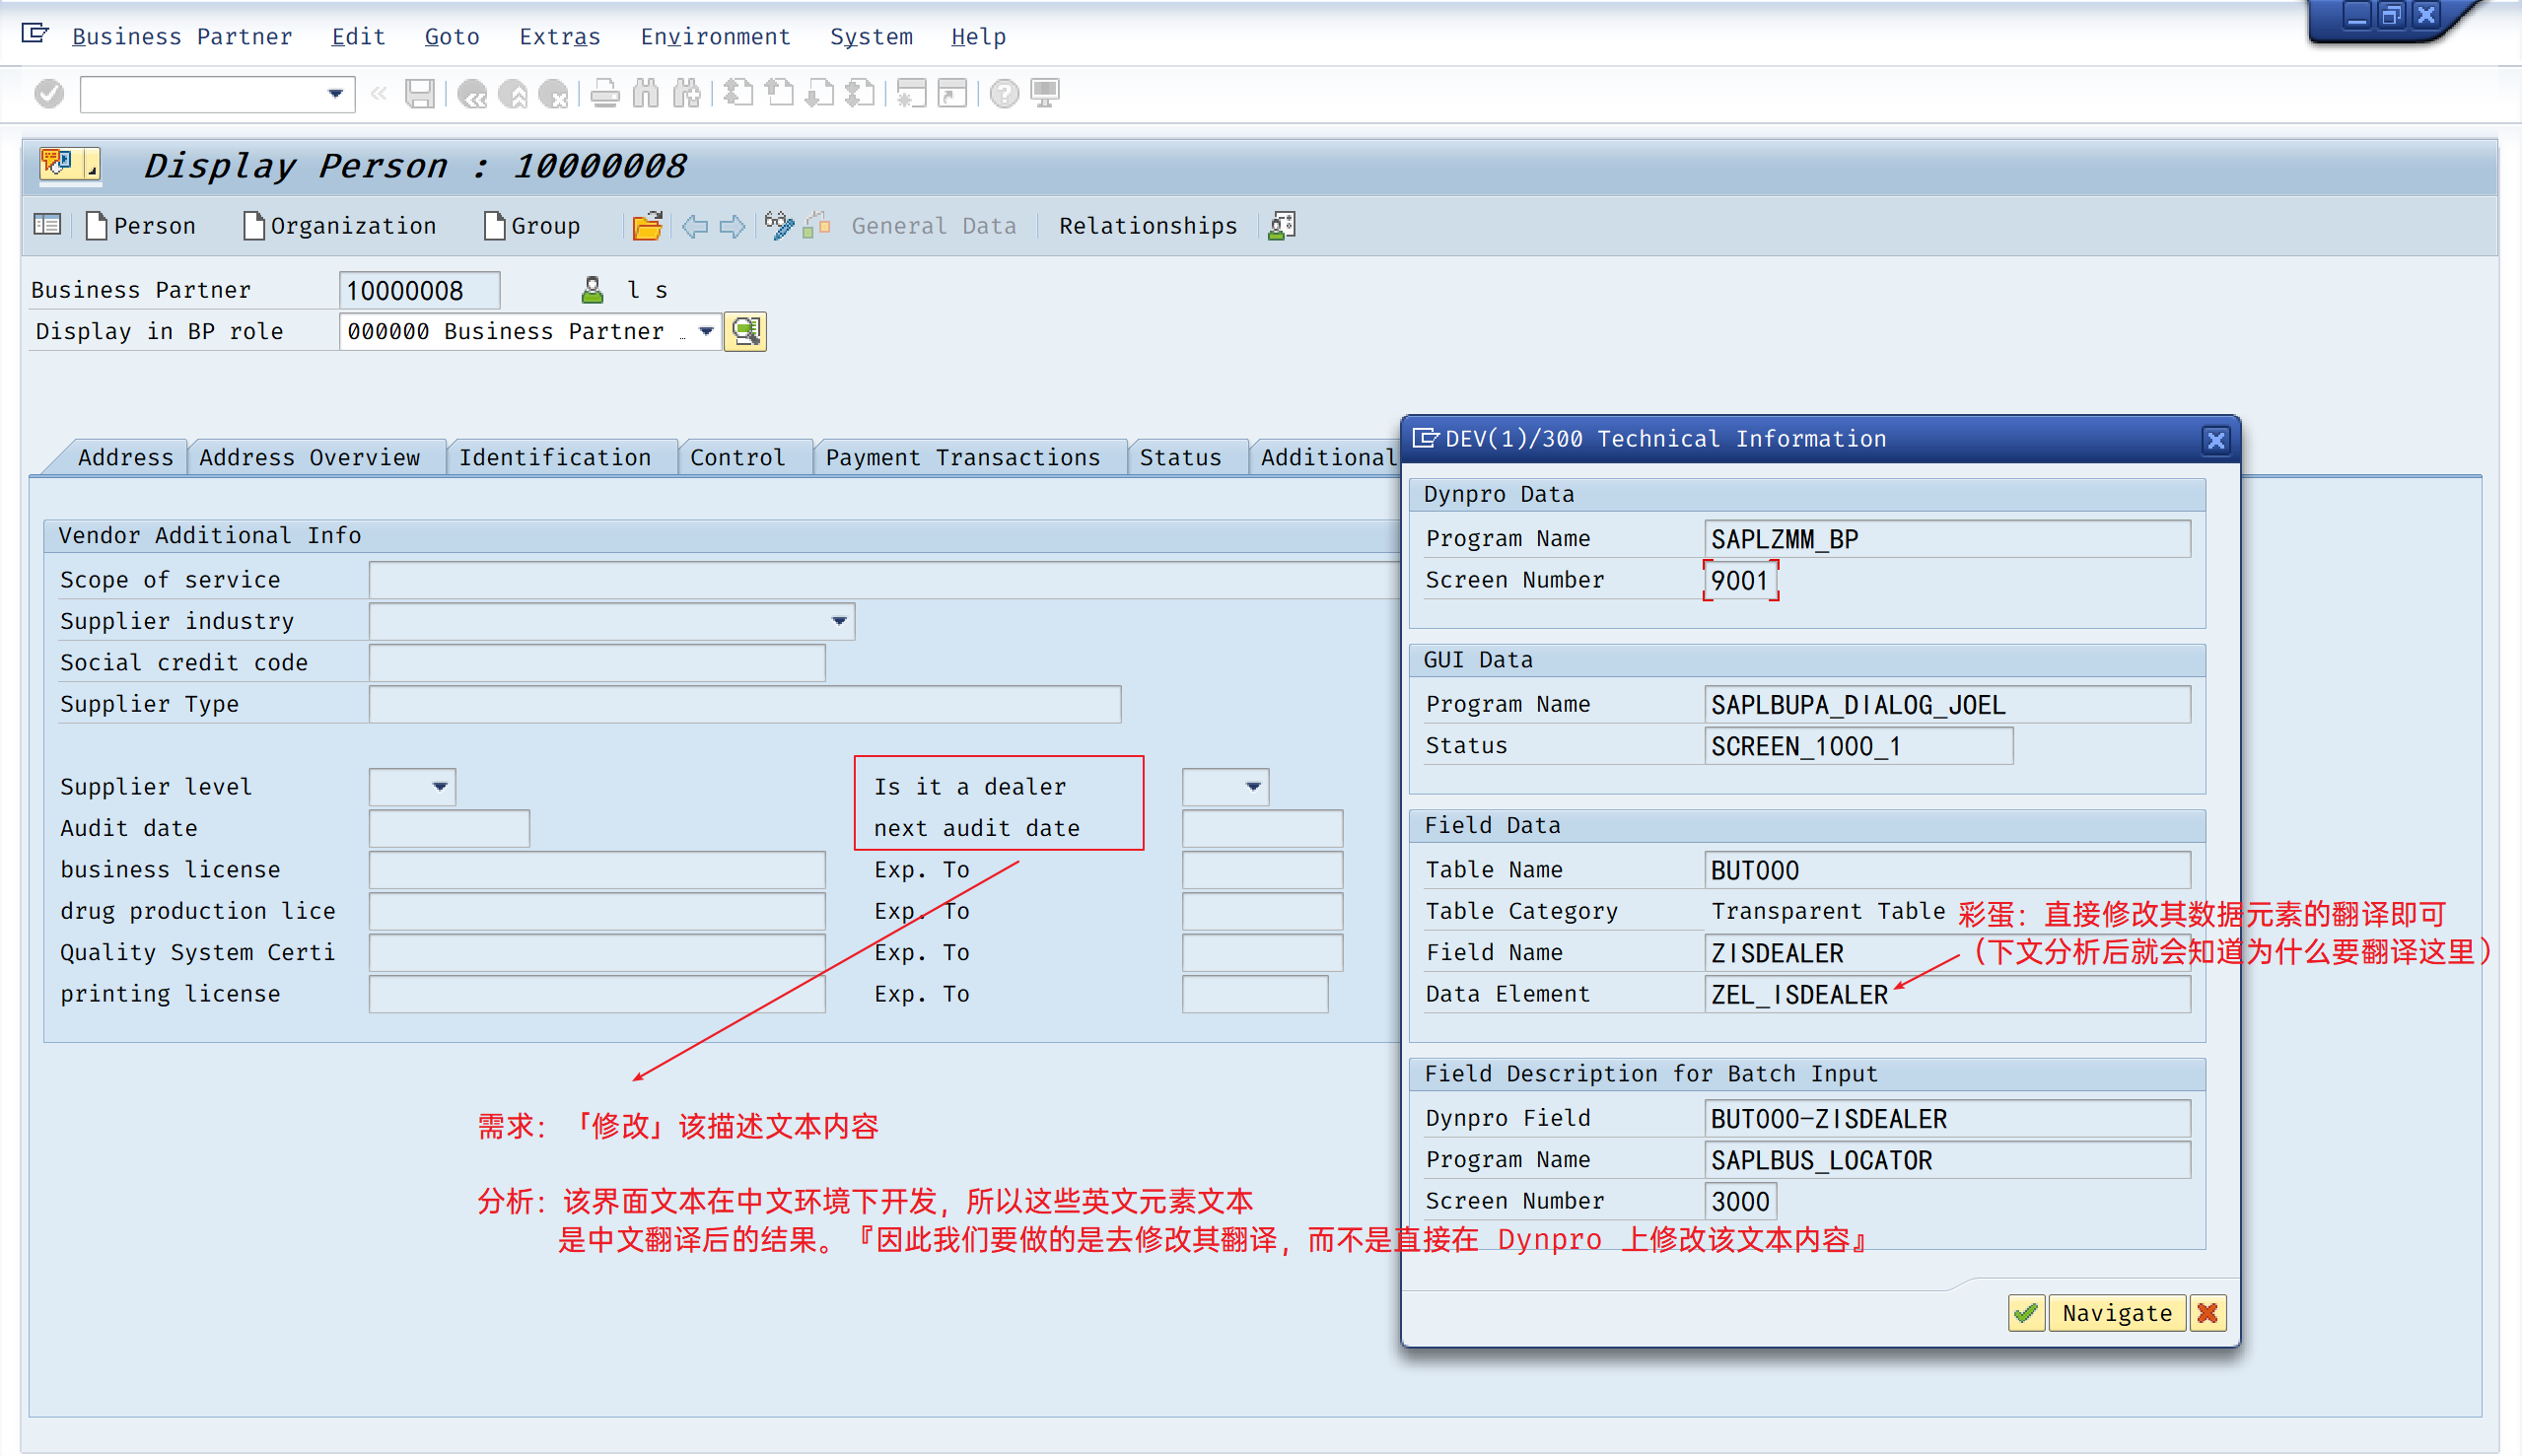 Business Partner Edit Goto Extras Environment System Help
Display Person : 10000008
Person Organization Group General Data Relationships
Business Partner 10000008 l s
Display in BP role 000000 Business Partner …
Address Address Overview Identification Control Payment Transactions Status Additional
Vendor Additional Info
Scope of service
Supplier industry
Social credit code
Supplier Type
Supplier level Is it a dealer
Audit date next audit date
business license Exp. To
drug production lice Exp. To
Quality System Certi Exp. To
printing license Exp. To
需求：「修改」该描述文本内容
分析：该界面文本在中文环境下开发，所以这些英文元素文本
是中文翻译后的结果。『因此我们要做的是去修改其翻译，而不是直接在 Dynpro 上修改该文本内容』
DEV(1)/300 Technical Information
Dynpro Data
Program Name SAPLZMM_BP
Screen Number 9001
GUI Data
Program Name SAPLBUPA_DIALOG_JOEL
Status SCREEN_1000_1
Field Data
Table Name BUT000
Table Category Transparent Table
彩蛋：直接修改其数据元素的翻译即可
（下文分析后就会知道为什么要翻译这里）
Field Name ZISDEALER
Data Element ZEL_ISDEALER
Field Description for Batch Input
Dynpro Field BUT000-ZISDEALER
Program Name SAPLBUS_LOCATOR
Screen Number 3000
Navigate